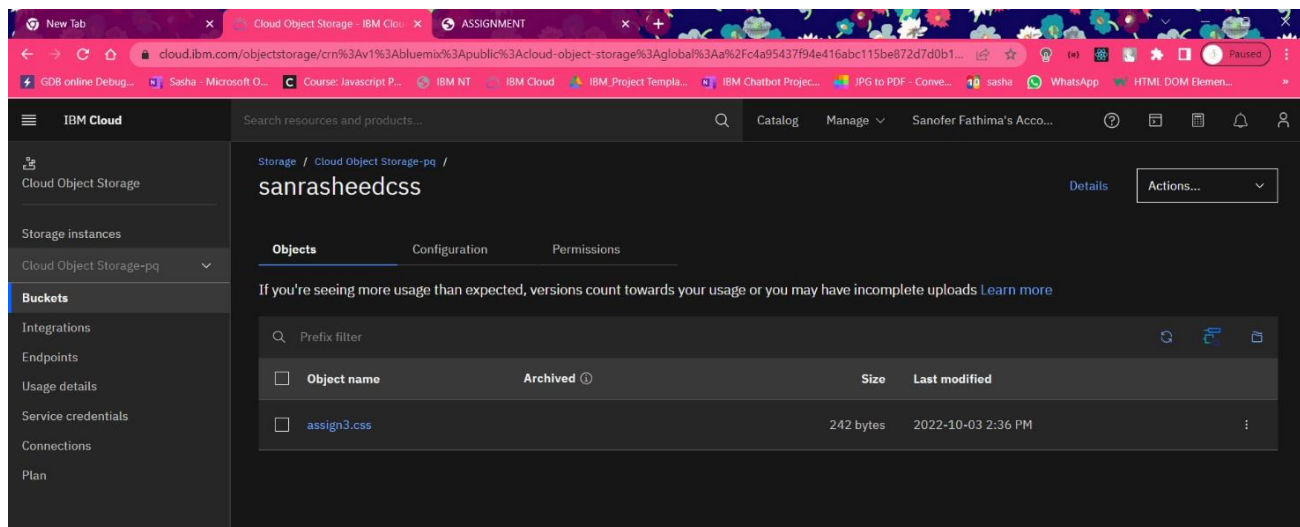 New Tab
Cloud Object Storage - IBM Clou
ASSIGNMENT
cloud.ibm.com/objectstorage/crn%3Av1%3Abluemix%3Apublic%3Acloud-object-storage%3Aglobal%3Aa%2Fc4a95437f94e416abc115be872d7d0b1...
Paused
GDB online Debug... Sasha - Microsoft O... Course: Javascript P... IBM NT IBM Cloud IBM_Project Templa... IBM Chatbot Projec... JPG to PDF - Conve... sasha WhatsApp HTML DOM Elemen... »
IBM Cloud Search resources and products... Catalog Manage Sanofer Fathima's Acco...
Cloud Object Storage
Storage instances
Cloud Object Storage-pq
Buckets
Integrations
Endpoints
Usage details
Service credentials
Connections
Plan
Storage / Cloud Object Storage-pq /
sanrasheedcss
Details Actions...
Objects Configuration Permissions
If you're seeing more usage than expected, versions count towards your usage or you may have incomplete uploads Learn more
Prefix filter
Object name Archived Size Last modified
assign3.css 242 bytes 2022-10-03 2:36 PM